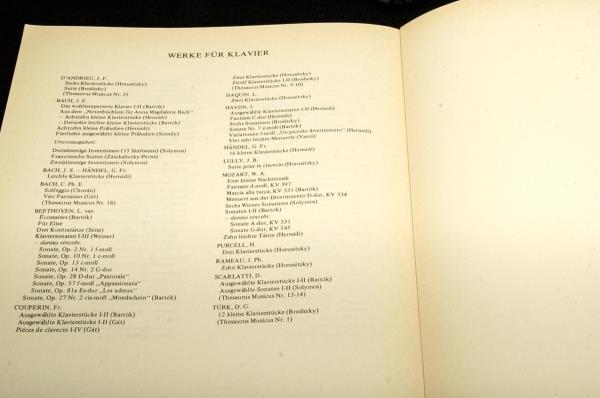 WERKE FÜR KLAVIER
D'ANDRIEU, J. F.
Sechs Klavierstücke (Horusitzky)
Suite (Brodszky)
(Thesaurus Musicus Nr. 3)
BACH, J. S.
Das wohltemperierte Klavier I-II (Bartók)
Aus dem „Notenbüchlein für Anna Magdalena Bach"
— Achtzehn kleine Klavierstücke (Hernádi)
— Dreizehn leichte kleine Klavierstücke (Bartók)
Achtzehn kleine Präludien (Hernádi)
Fünfzehn ausgewählte kleine Präludien (Szendy)
Urtextausgaben:
Dreistimmige Inventionen (15 Sinfonien) (Solymos)
Französische Suiten (Zászkaliczky-Pertis)
Zweistimmige Inventionen (Solymos)
BACH, J. S. – HÄNDEL, G. Fr.
Leichte Klavierstücke (Hernádi)
BACH, C. Ph. E.
Solfeggio (Chován)
Vier Fantasien (Gát)
(Thesaurus Musicus Nr. 18)
BEETHOVEN, L. van
Écossaises (Bartók)
Für Elise
Drei Kontratänze (Seiss)
Klaviersonaten I-III (Weiner)
— daraus einzeln:
Sonate, Op. 2 Nr. 1 f-moll
Sonate, Op. 10 Nr. 1 c-moll
Sonate, Op. 13 c-moll
Sonate, Op. 14 Nr. 2 G-dur
Sonate, Op. 28 D-dur „Pastorale"
Sonate, Op. 57 f-moll „Appassionata"
Sonate, Op. 81a Es-dur „Les adieux"
Sonate, Op. 27 Nr. 2 cis-moll „Mondschein" (Bartók)
COUPERIN, Fr.
Ausgewählte Klavierstücke I-II (Bartók)
Ausgewählte Klavierstücke I-II (Gát)
Pièces de clavecin I-IV (Gát)
Zwei Klavierstücke (Horusitzky)
Zwölf Klavierstücke I-II (Brodszky)
(Thesaurus Musicus Nr. 9-10)
DAQUIN, L.
Zwei Klavierstücke (Horusitzky)
HAYDN, J.
Ausgewählte Klaviersonaten I-II (Hernádi)
Fantasie C-dur (Hernádi)
Sechs Sonatinen (Brodszky)
Sonate Nr. 7 e-moll (Bartók)
Variationen f-moll „Un piccolo divertimento" (Hernádi)
Vier sehr leichte Menuette (Varró)
HÄNDEL, G. Fr.
16 kleine Klavierstücke (Hernádi)
LULLY, J. B.
Suite pour le clavecin (Horusitzky)
MOZART, W. A.
Eine kleine Nachtmusik
Fantasie d-moll, KV 397
Marcia alla turca, KV 331 (Bartók)
Menuett aus der Divertimento D-dur, KV 334
Sechs Wiener Sonatinen (Solymos)
Sonaten I-II (Bartók)
— daraus einzeln:
Sonate A-dur, KV 331
Sonate C-dur, KV 545
Zehn leichte Tänze (Hernádi)
PURCELL, H.
Drei Klavierstücke (Horusitzky)
RAMEAU, J. Ph.
Zehn Klavierstücke (Horusitzky)
SCARLATTI, D.
Ausgewählte Klavierstücke I-II (Bartók)
Ausgewählte Sonaten I-II (Solymos)
(Thesaurus Musicus Nr. 13-14)
TÜRK, D. G.
12 kleine Klavierstücke (Brodszky)
(Thesaurus Musicus Nr. 1)